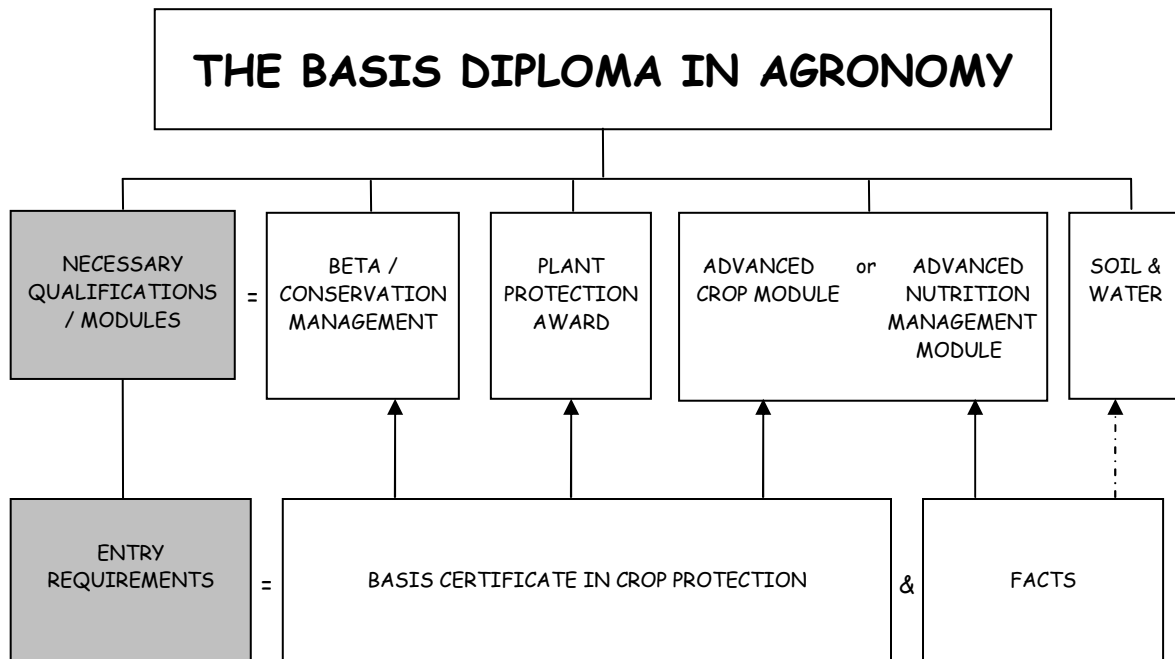 THE BASIS DIPLOMA IN AGRONOMY
NECESSARY
QUALIFICATIONS
/ MODULES
=
BETA /
CONSERVATION
MANAGEMENT
PLANT
PROTECTION
AWARD
ADVANCED
CROP MODULE
or
ADVANCED
NUTRITION
MANAGEMENT
MODULE
SOIL &
WATER
ENTRY
REQUIREMENTS
=
BASIS CERTIFICATE IN CROP PROTECTION
&
FACTS